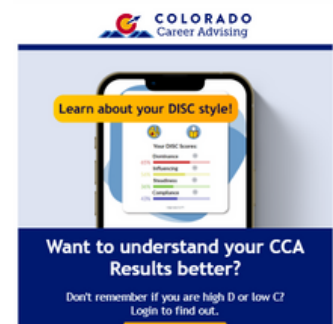 COLORADO
Career Advising
Learn about your DISC style!
Your DISC Scores:
Dominance
Influencing
Steadiness
Compliance
Want to understand your CCA
Results better?
Don't remember if you are high D or low C?
Login to find out.